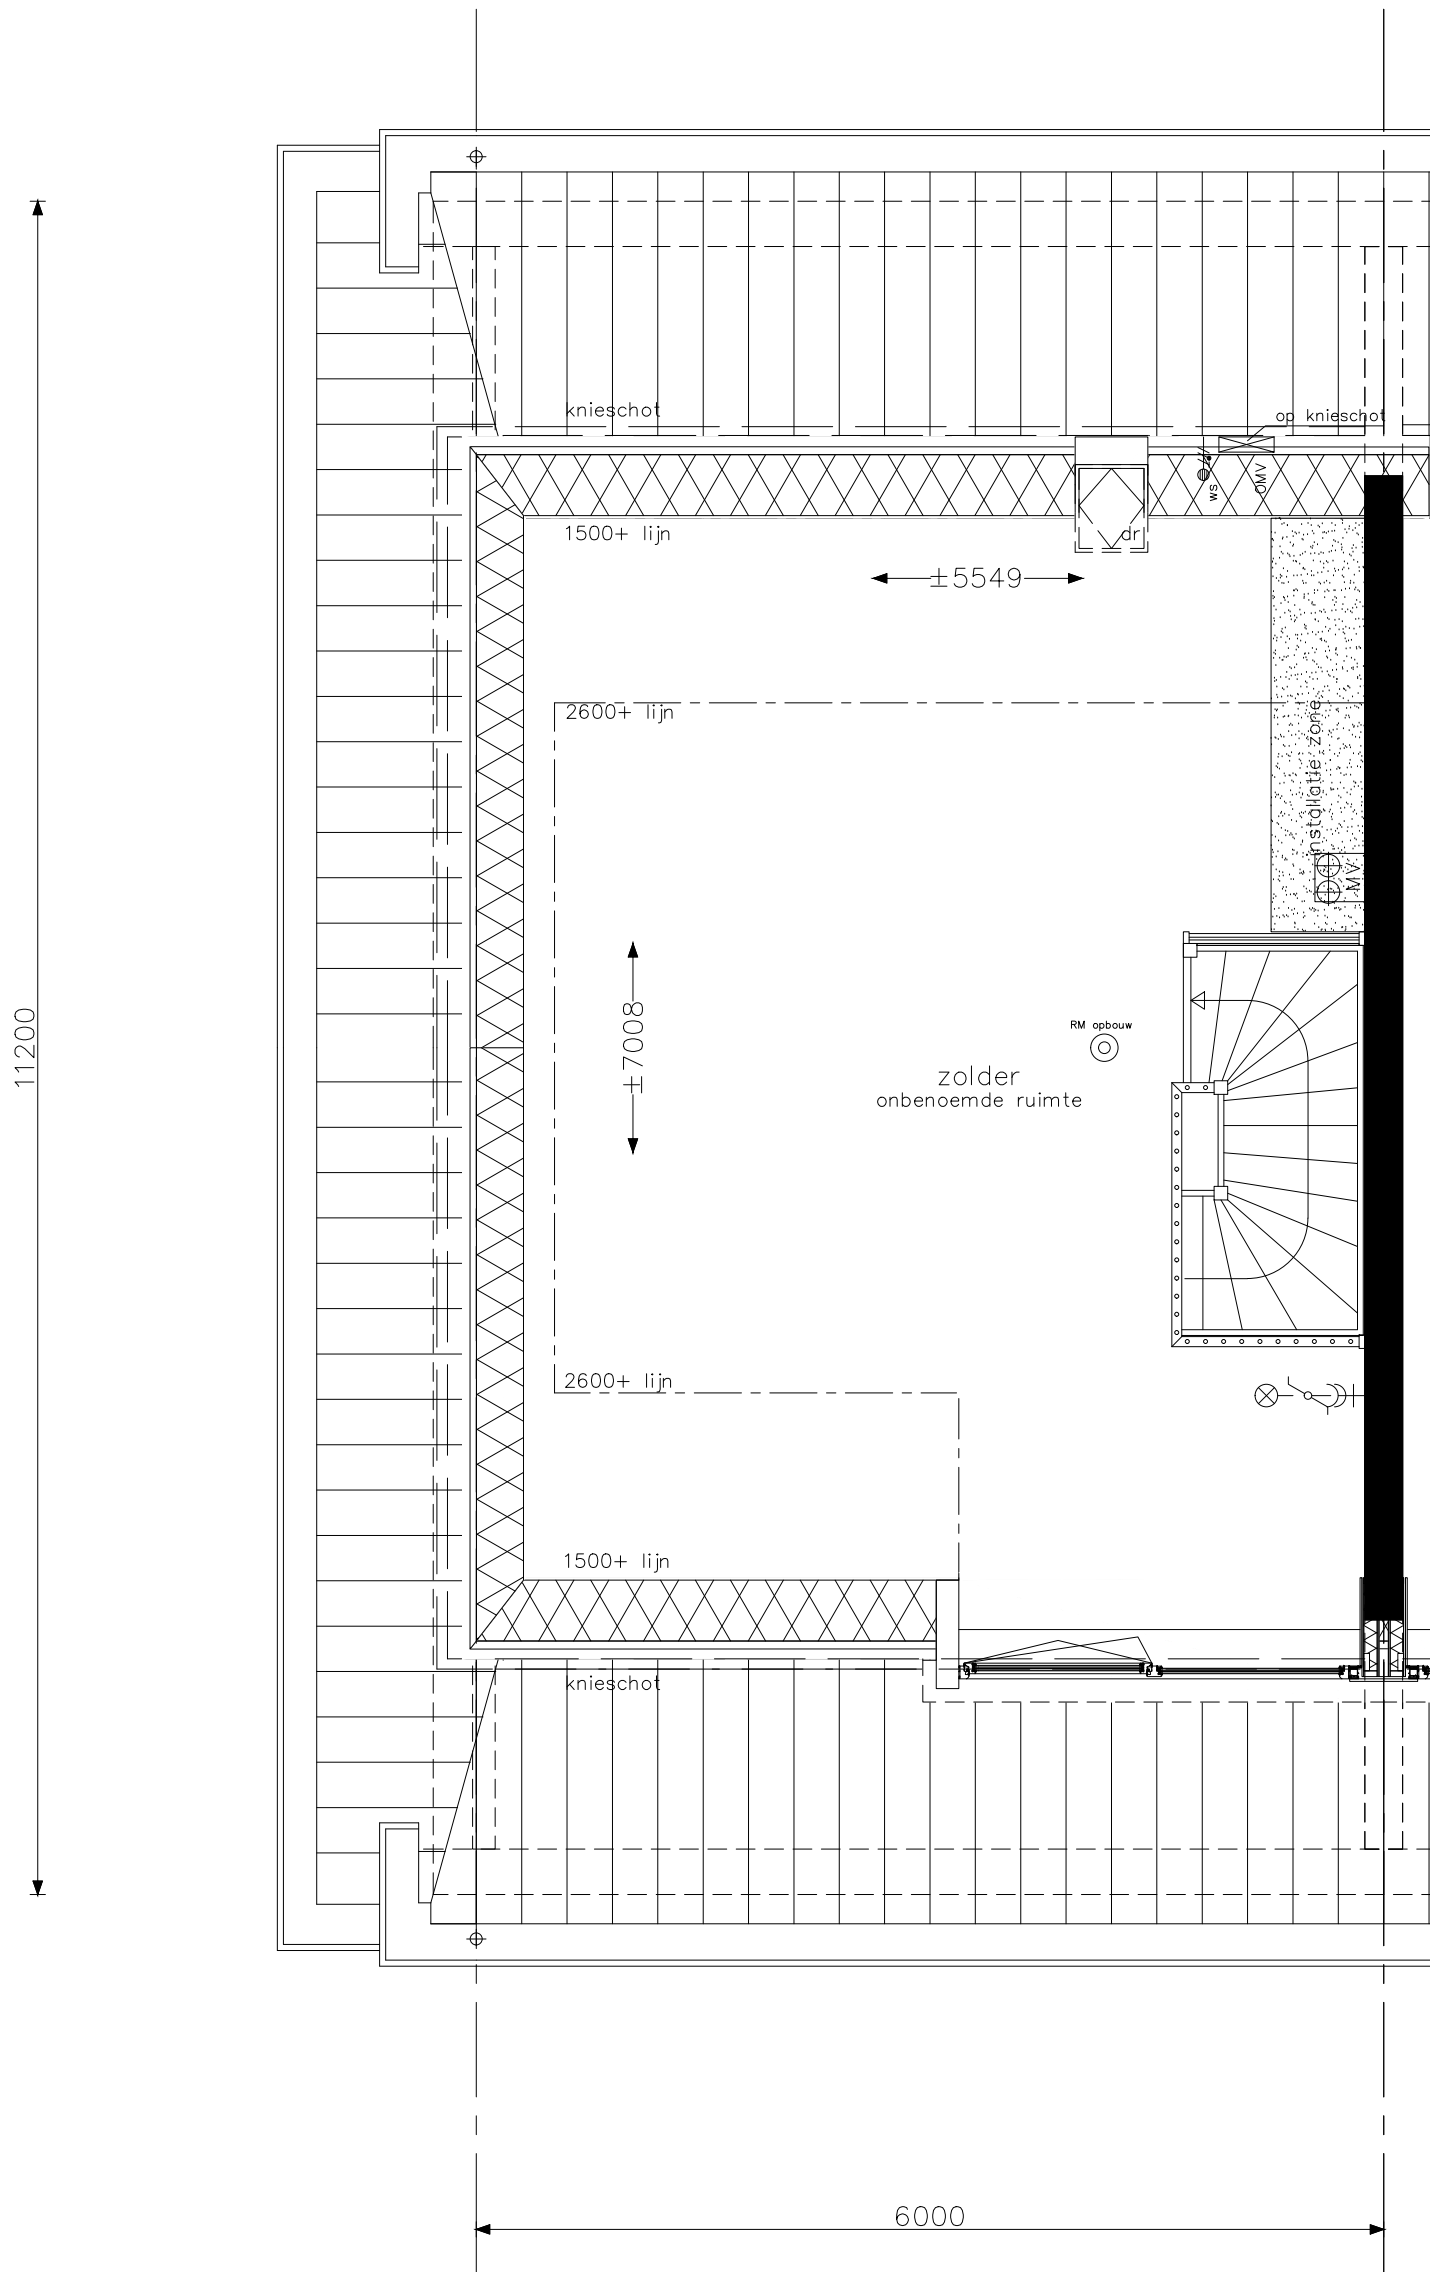 knieschot
op knieschot
ws
OMV
1500+ lijn
dr
±5549
2600+ lijn
installatie zone
MV
11200
±7008
RM opbouw
zolder
onbenoemde ruimte
2600+ lijn
1500+ lijn
knieschot
6000